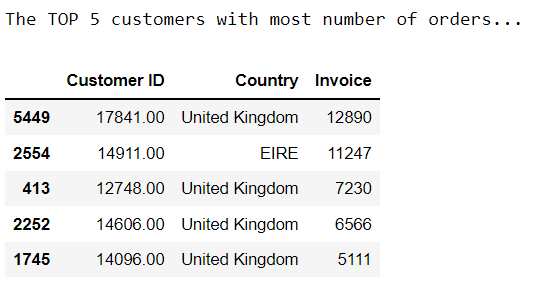 The TOP 5 customers with most number of orders...
Customer ID Country Invoice
5449 17841.00 United Kingdom 12890
2554 14911.00 EIRE 11247
413 12748.00 United Kingdom 7230
2252 14606.00 United Kingdom 6566
1745 14096.00 United Kingdom 5111